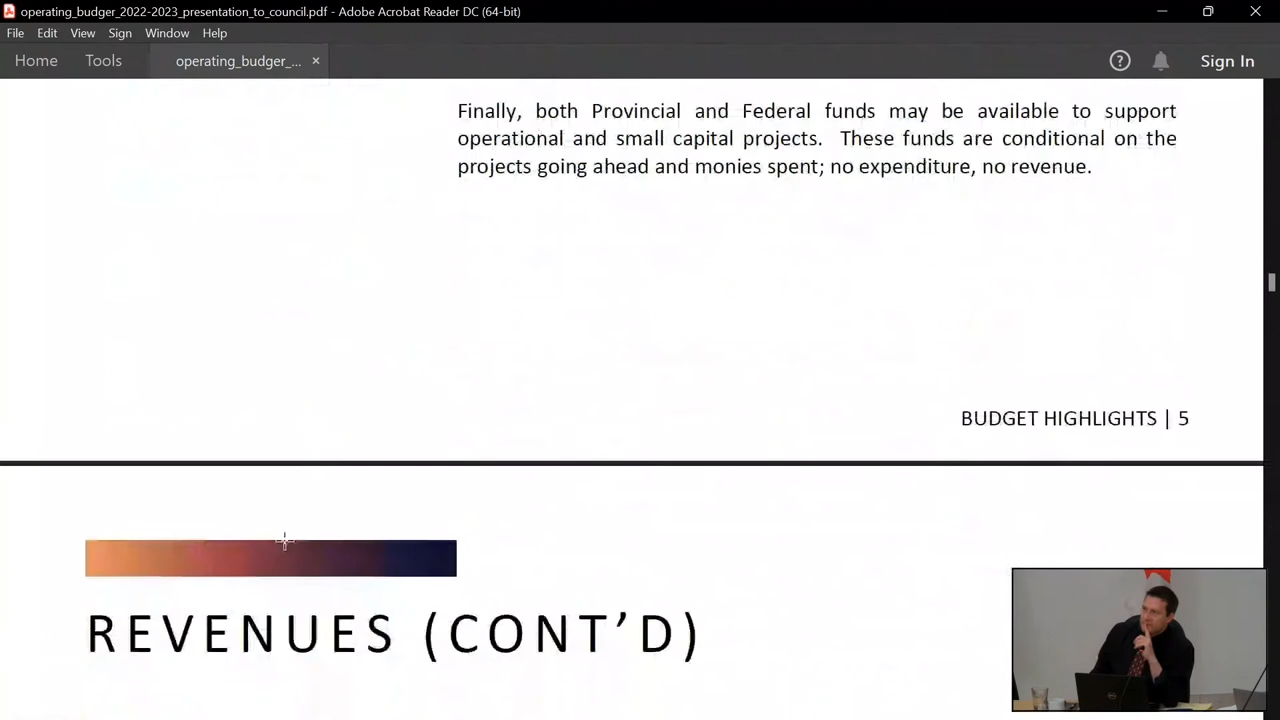 operating_budget_2022-2023_presentation_to_council.pdf - Adobe Acrobat Reader DC (64-bit)
File Edit View Sign Window Help
Home Tools operating_budger_... × ? Sign In
Finally, both Provincial and Federal funds may be available to support
operational and small capital projects. These funds are conditional on the
projects going ahead and monies spent; no expenditure, no revenue.
BUDGET HIGHLIGHTS | 5
REVENUES (CONT'D)